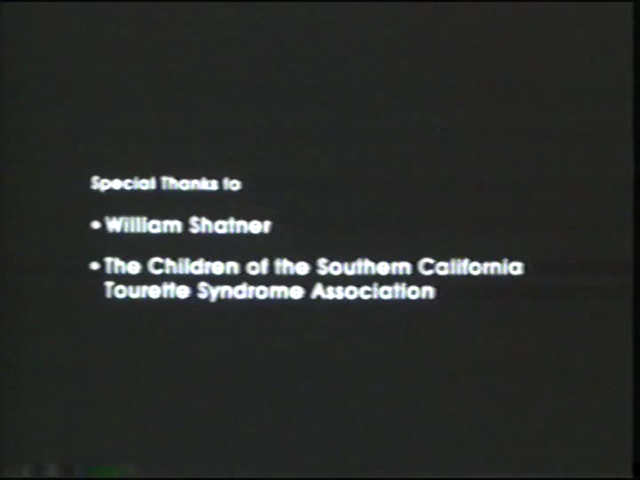 Special Thanks to
• William Shatner
• The Children of the Southern California
Tourette Syndrome Association